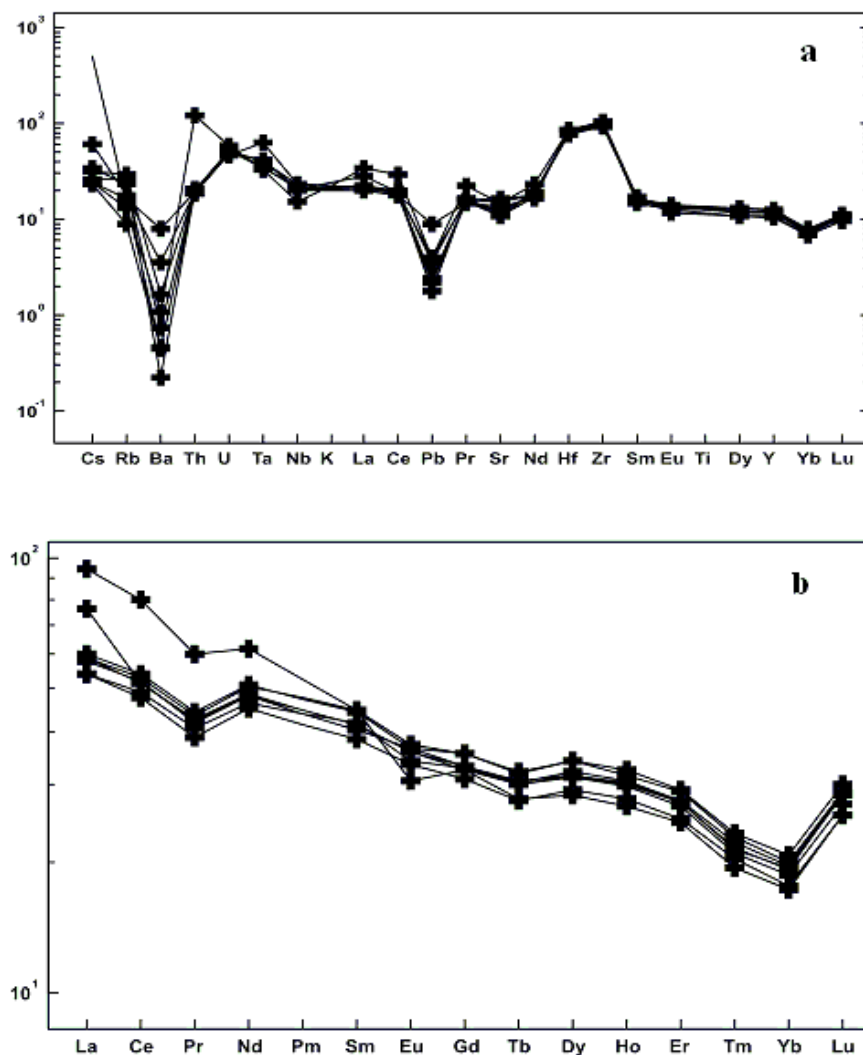 a
10³
10²
10¹
10⁰
10⁻¹
Cs Rb Ba Th U Ta Nb K La Ce Pb Pr Sr Nd Hf Zr Sm Eu Ti Dy Y Yb Lu
b
10²
10¹
La Ce Pr Nd Pm Sm Eu Gd Tb Dy Ho Er Tm Yb Lu